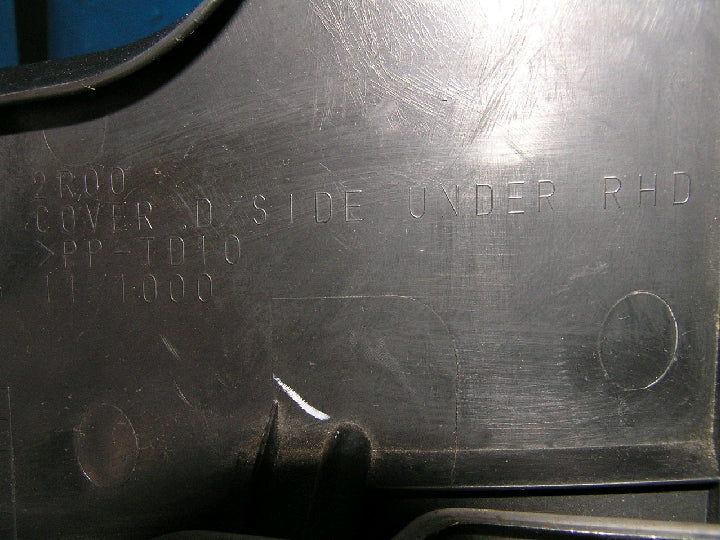 2R00
COVER D/SIDE UNDER RHD
>PP-TD10
11/1000